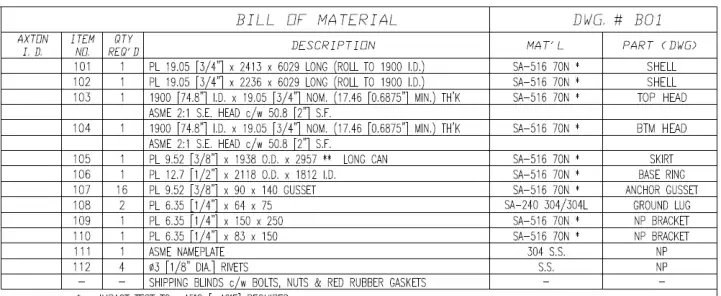 BILL OF MATERIAL DWG. # B01
AXTON I. D. ITEM NO. QTY REQ'D DESCRIPTION MAT'L PART (DWG)
101 1 PL 19.05 [3/4"] x 2413 x 6029 LONG (ROLL TO 1900 I.D.) SA-516 70N * SHELL
102 1 PL 19.05 [3/4"] x 2236 x 6029 LONG (ROLL TO 1900 I.D.) SA-516 70N * SHELL
103 1 1900 [74.8"] I.D. x 19.05 [3/4"] NOM. (17.46 [0.6875"] MIN.) TH'K SA-516 70N * TOP HEAD
ASME 2:1 S.E. HEAD c/w 50.8 [2"] S.F.
104 1 1900 [74.8"] I.D. x 19.05 [3/4"] NOM. (17.46 [0.6875"] MIN.) TH'K SA-516 70N * BTM HEAD
ASME 2:1 S.E. HEAD c/w 50.8 [2"] S.F.
105 1 PL 9.52 [3/8"] x 1938 O.D. x 2957 ** LONG CAN SA-516 70N * SKIRT
106 1 PL 12.7 [1/2"] x 2118 O.D. x 1812 I.D. SA-516 70N * BASE RING
107 16 PL 9.52 [3/8"] x 90 x 140 GUSSET SA-516 70N * ANCHOR GUSSET
108 2 PL 6.35 [1/4"] x 64 x 75 SA-240 304/304L GROUND LUG
109 1 PL 6.35 [1/4"] x 150 x 250 SA-516 70N * NP BRACKET
110 1 PL 6.35 [1/4"] x 83 x 150 SA-516 70N * NP BRACKET
111 1 ASME NAMEPLATE 304 S.S. NP
112 4 ø3 [1/8" DIA.] RIVETS S.S. NP
- - SHIPPING BLINDS c/w BOLTS, NUTS & RED RUBBER GASKETS - -